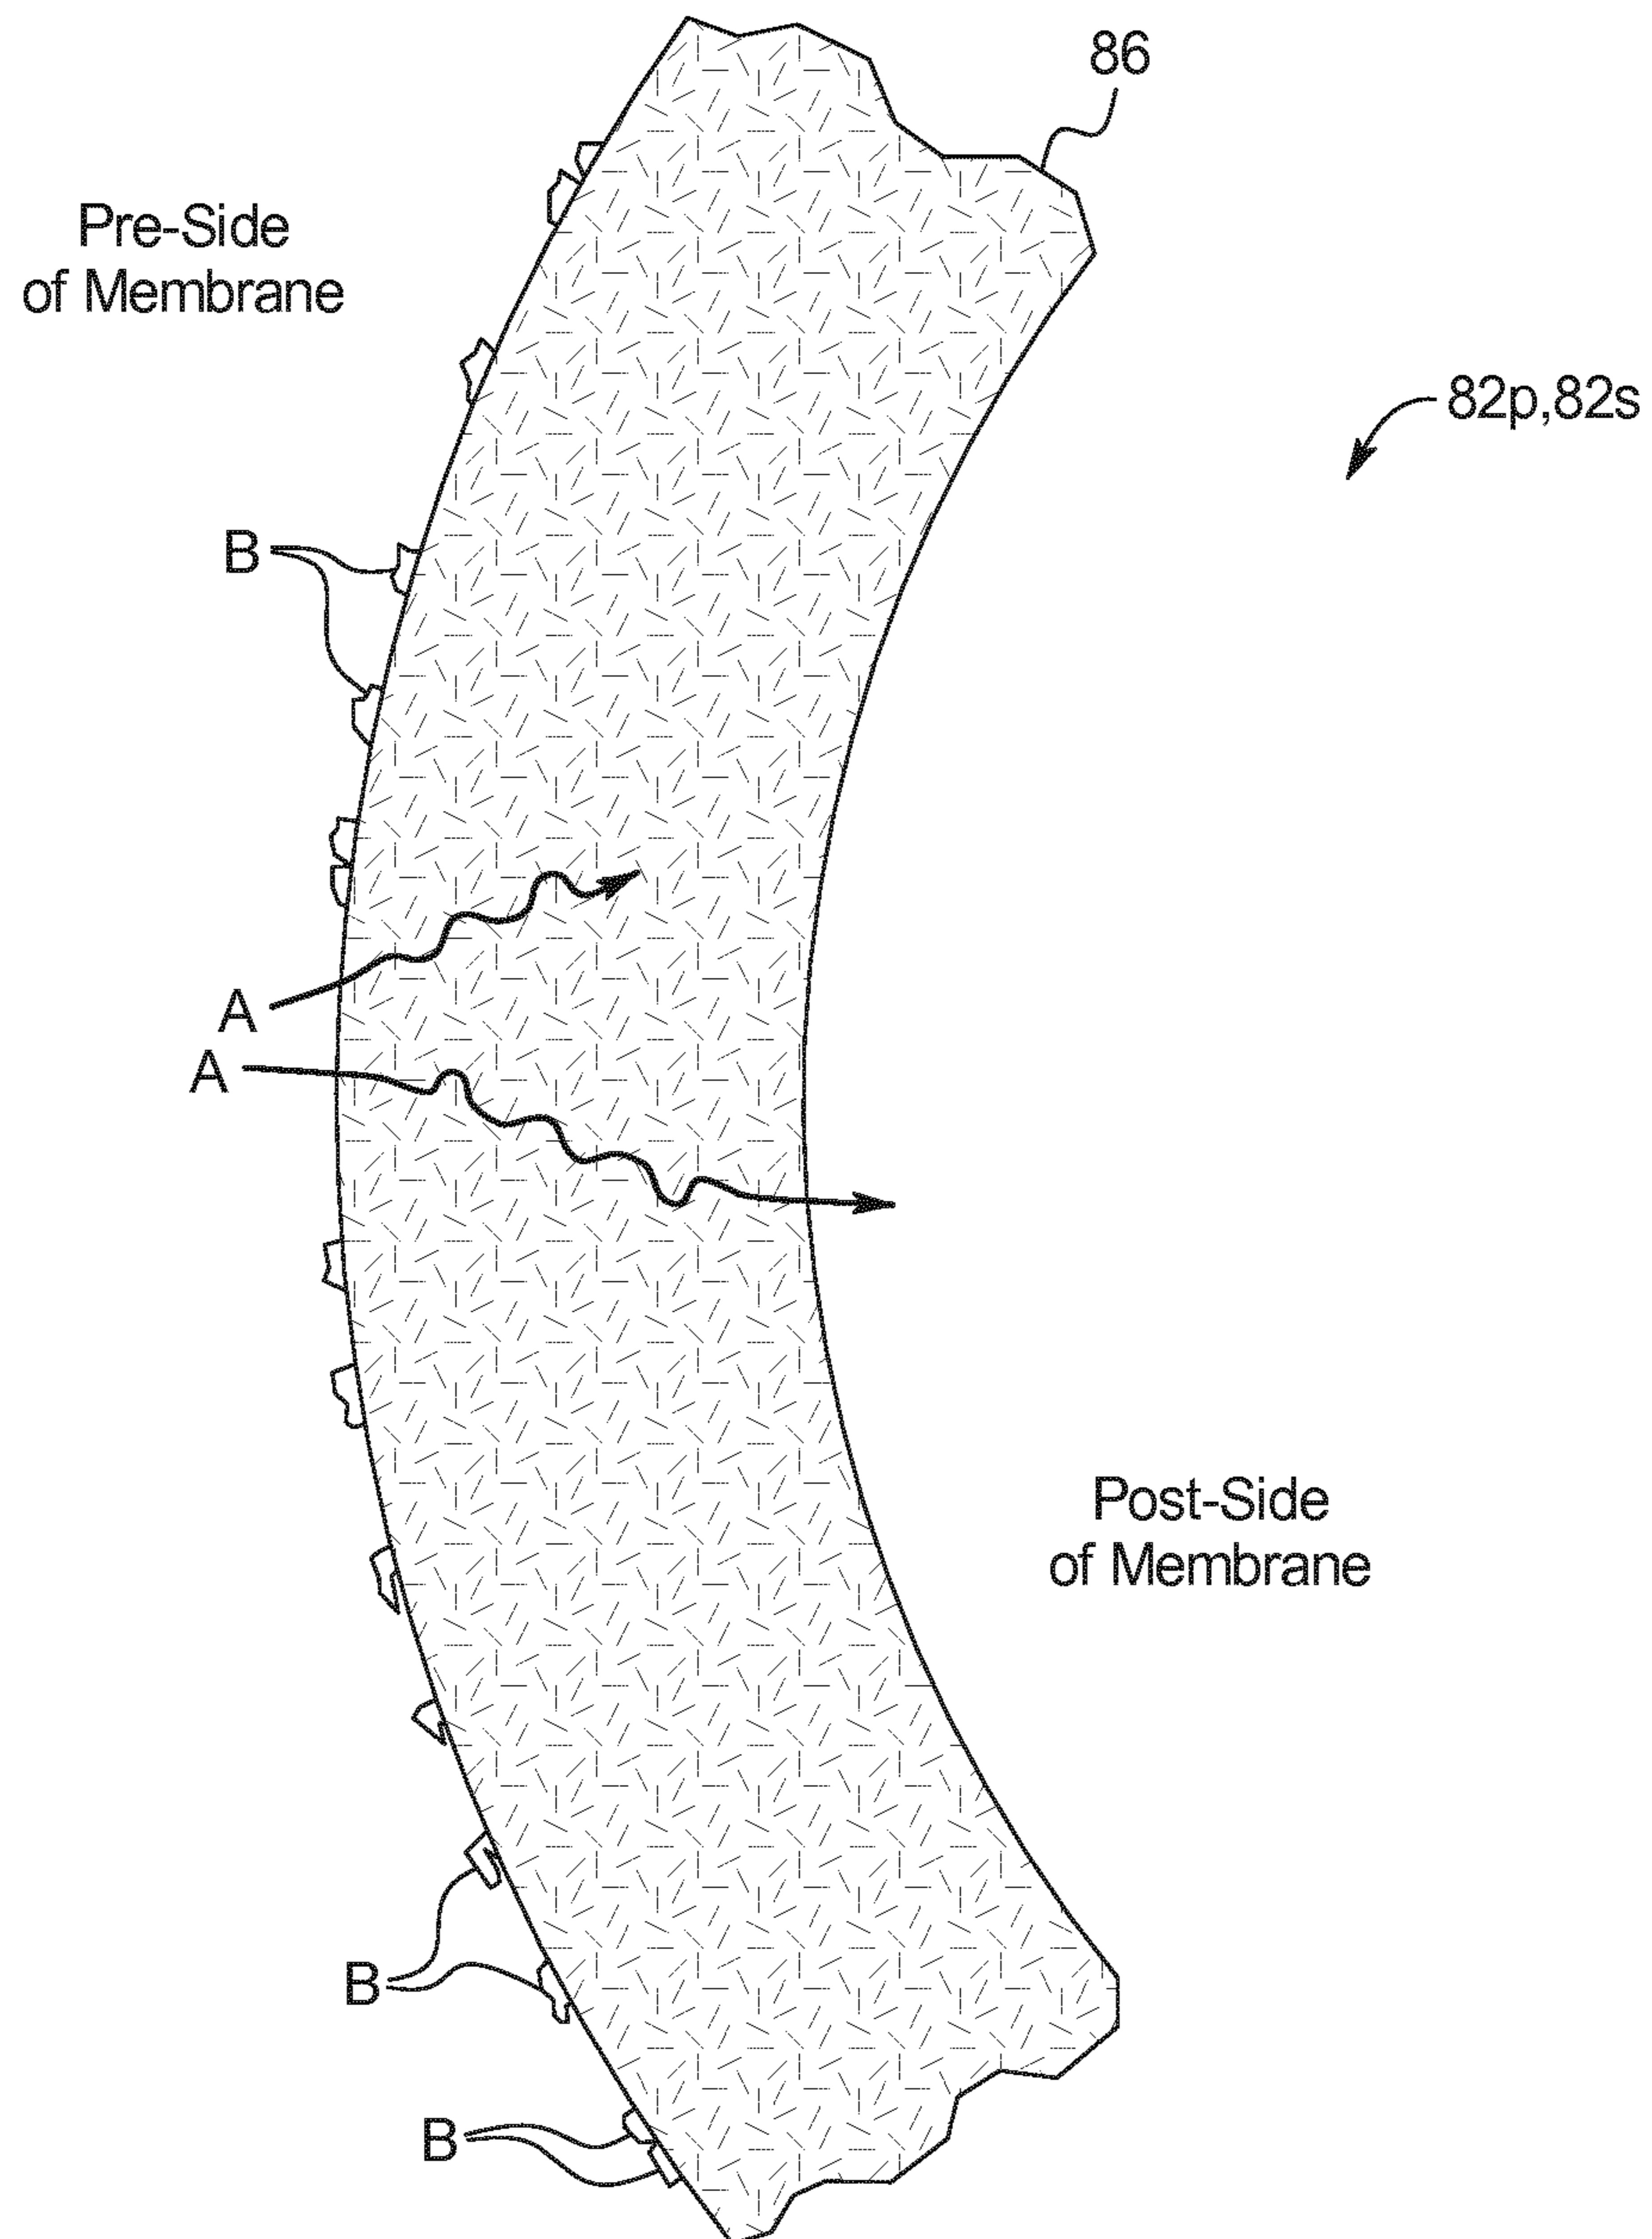 86
Pre-Side
of Membrane
82p,82s
B
A
A
Post-Side
of Membrane
B
B